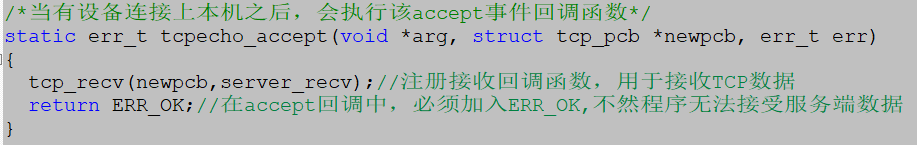 /*当有设备连接上本机之后，会执行该accept事件回调函数*/
static err_t tcpecho_accept(void *arg, struct tcp_pcb *newpcb, err_t err)
{
  tcp_recv(newpcb,server_recv);//注册接收回调函数，用于接收TCP数据
  return ERR_OK;//在accept回调中，必须加入ERR_OK,不然程序无法接受服务端数据
}